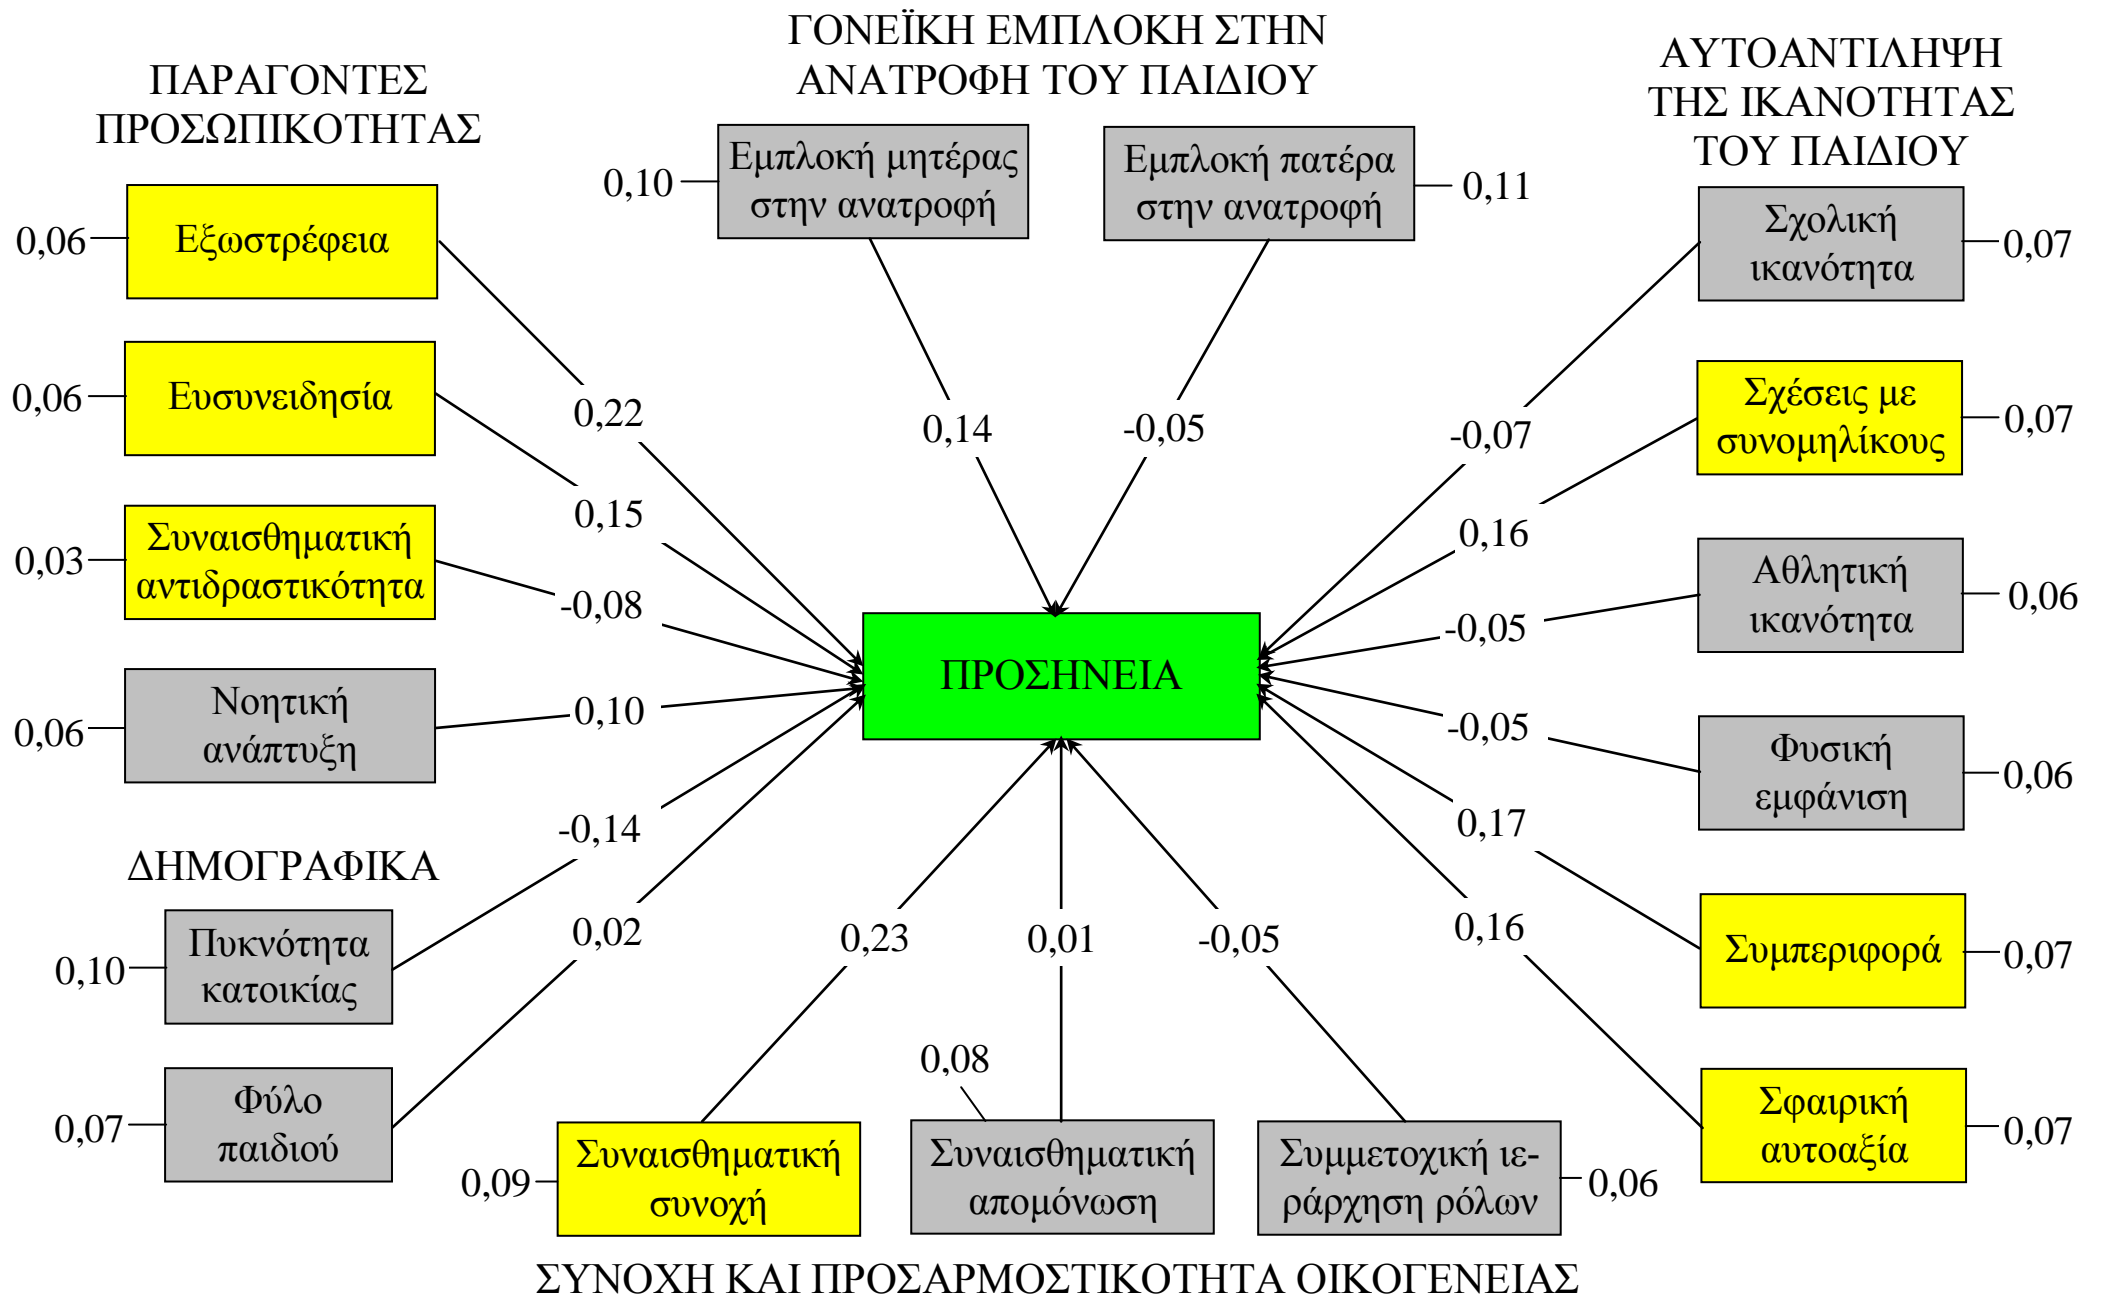 ΓΟΝΕΪΚΗ ΕΜΠΛΟΚΗ ΣΤΗΝ
ΑΝΑΤΡΟΦΗ ΤΟΥ ΠΑΙΔΙΟΥ
ΠΑΡΑΓΟΝΤΕΣ
ΠΡΟΣΩΠΙΚΟΤΗΤΑΣ
ΑΥΤΟΑΝΤΙΛΗΨΗ
ΤΗΣ ΙΚΑΝΟΤΗΤΑΣ
ΤΟΥ ΠΑΙΔΙΟΥ
0,10
Εμπλοκή μητέρας
στην ανατροφή
Εμπλοκή πατέρα
στην ανατροφή
0,11
0,06
Εξωστρέφεια
Σχολική
ικανότητα
0,07
0,06
Ευσυνειδησία
0,22
0,14
-0,05
-0,07
Σχέσεις με
συνομηλίκους
0,07
0,03
Συναισθηματική
αντιδραστικότητα
0,15
0,16
-0,08
Αθλητική
ικανότητα
0,06
-0,05
ΠΡΟΣΗΝΕΙΑ
0,06
Νοητική
ανάπτυξη
0,10
-0,05
Φυσική
εμφάνιση
0,06
-0,14
0,17
ΔΗΜΟΓΡΑΦΙΚΑ
0,10
Πυκνότητα
κατοικίας
0,02
0,23
0,01
-0,05
0,16
Συμπεριφορά
0,07
0,07
Φύλο
παιδιού
0,08
Σφαιρική
αυτοαξία
0,07
0,09
Συναισθηματική
συνοχή
Συναισθηματική
απομόνωση
Συμμετοχική ιε-
ράρχηση ρόλων
0,06
ΣΥΝΟΧΗ ΚΑΙ ΠΡΟΣΑΡΜΟΣΤΙΚΟΤΗΤΑ ΟΙΚΟΓΕΝΕΙΑΣ